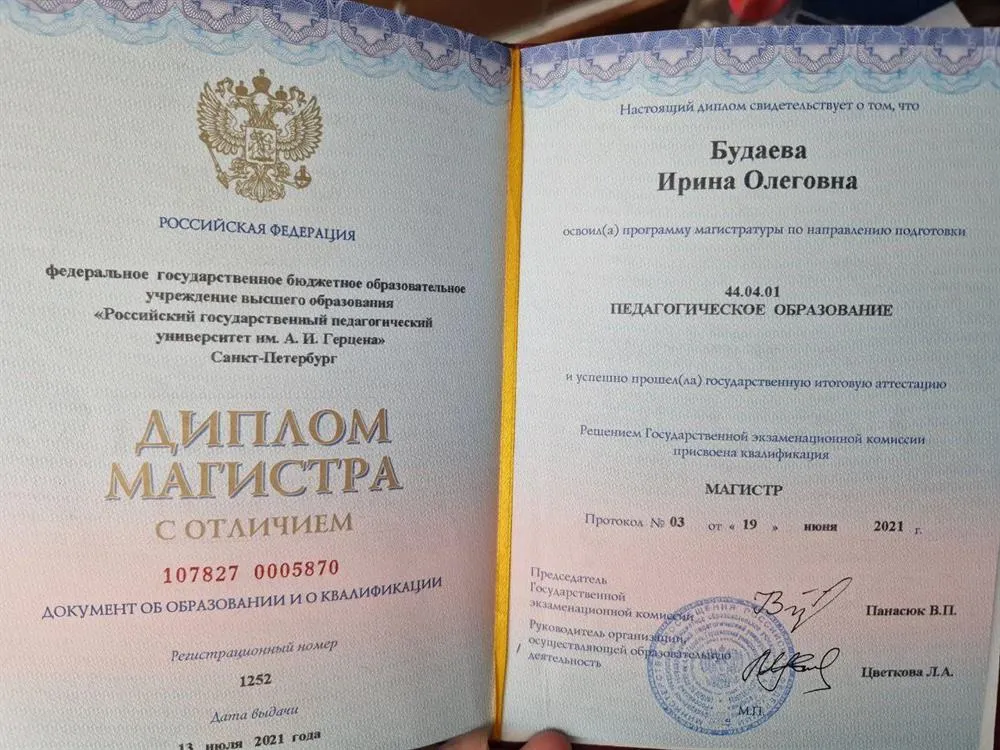 РОССИЙСКАЯ ФЕДЕРАЦИЯ
федеральное государственное бюджетное образовательное
учреждение высшего образования
«Российский государственный педагогический
университет им. А. И. Герцена»
Санкт-Петербург
ДИПЛОМ
МАГИСТРА
С ОТЛИЧИЕМ
107827 0005870
ДОКУМЕНТ ОБ ОБРАЗОВАНИИ И О КВАЛИФИКАЦИИ
Регистрационный номер
1252
Дата выдачи
13 июля 2021 года
Настоящий диплом свидетельствует о том, что
Будаева
Ирина Олеговна
освоил(а) программу магистратуры по направлению подготовки
44.04.01
ПЕДАГОГИЧЕСКОЕ ОБРАЗОВАНИЕ
и успешно прошел(ла) государственную итоговую аттестацию
Решением Государственной экзаменационной комиссии
присвоена квалификация
МАГИСТР
Протокол № 03 от « 19 » июня 2021 г.
Председатель
Государственной
экзаменационной комиссии
Панасюк В.П.
Руководитель организации,
осуществляющей образовательную
деятельность
Цветкова Л.А.
М.П.